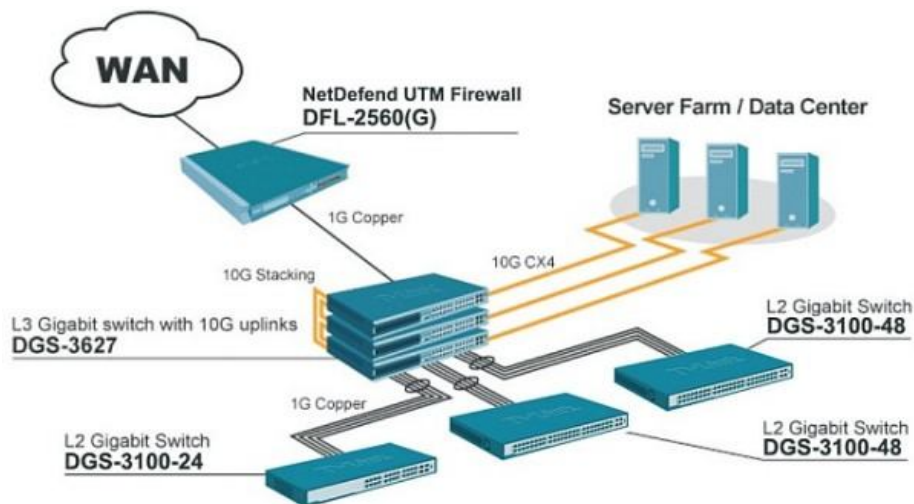 WAN
NetDefend UTM Firewall
DFL-2560(G)
Server Farm / Data Center
1G Copper
10G Stacking
10G CX4
L3 Gigabit switch with 10G uplinks
DGS-3627
L2 Gigabit Switch
DGS-3100-48
1G Copper
L2 Gigabit Switch
DGS-3100-24
L2 Gigabit Switch
DGS-3100-48